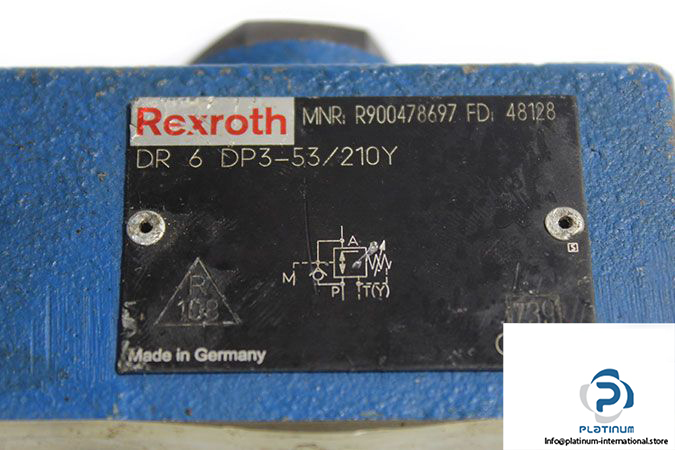 Rexroth MNR: R900478697 FD: 48128
DR 6 DP3-53/210Y
A
M
P T(Y)
R
108
Made in Germany
PLATINUM
info@platinum-international.store